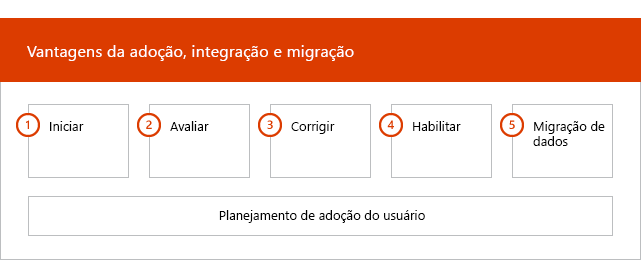 Vantagens da adoção, integração e migração
1 Iniciar
2 Avaliar
3 Corrigir
4 Habilitar
5 Migração de
dados
Planejamento de adoção do usuário